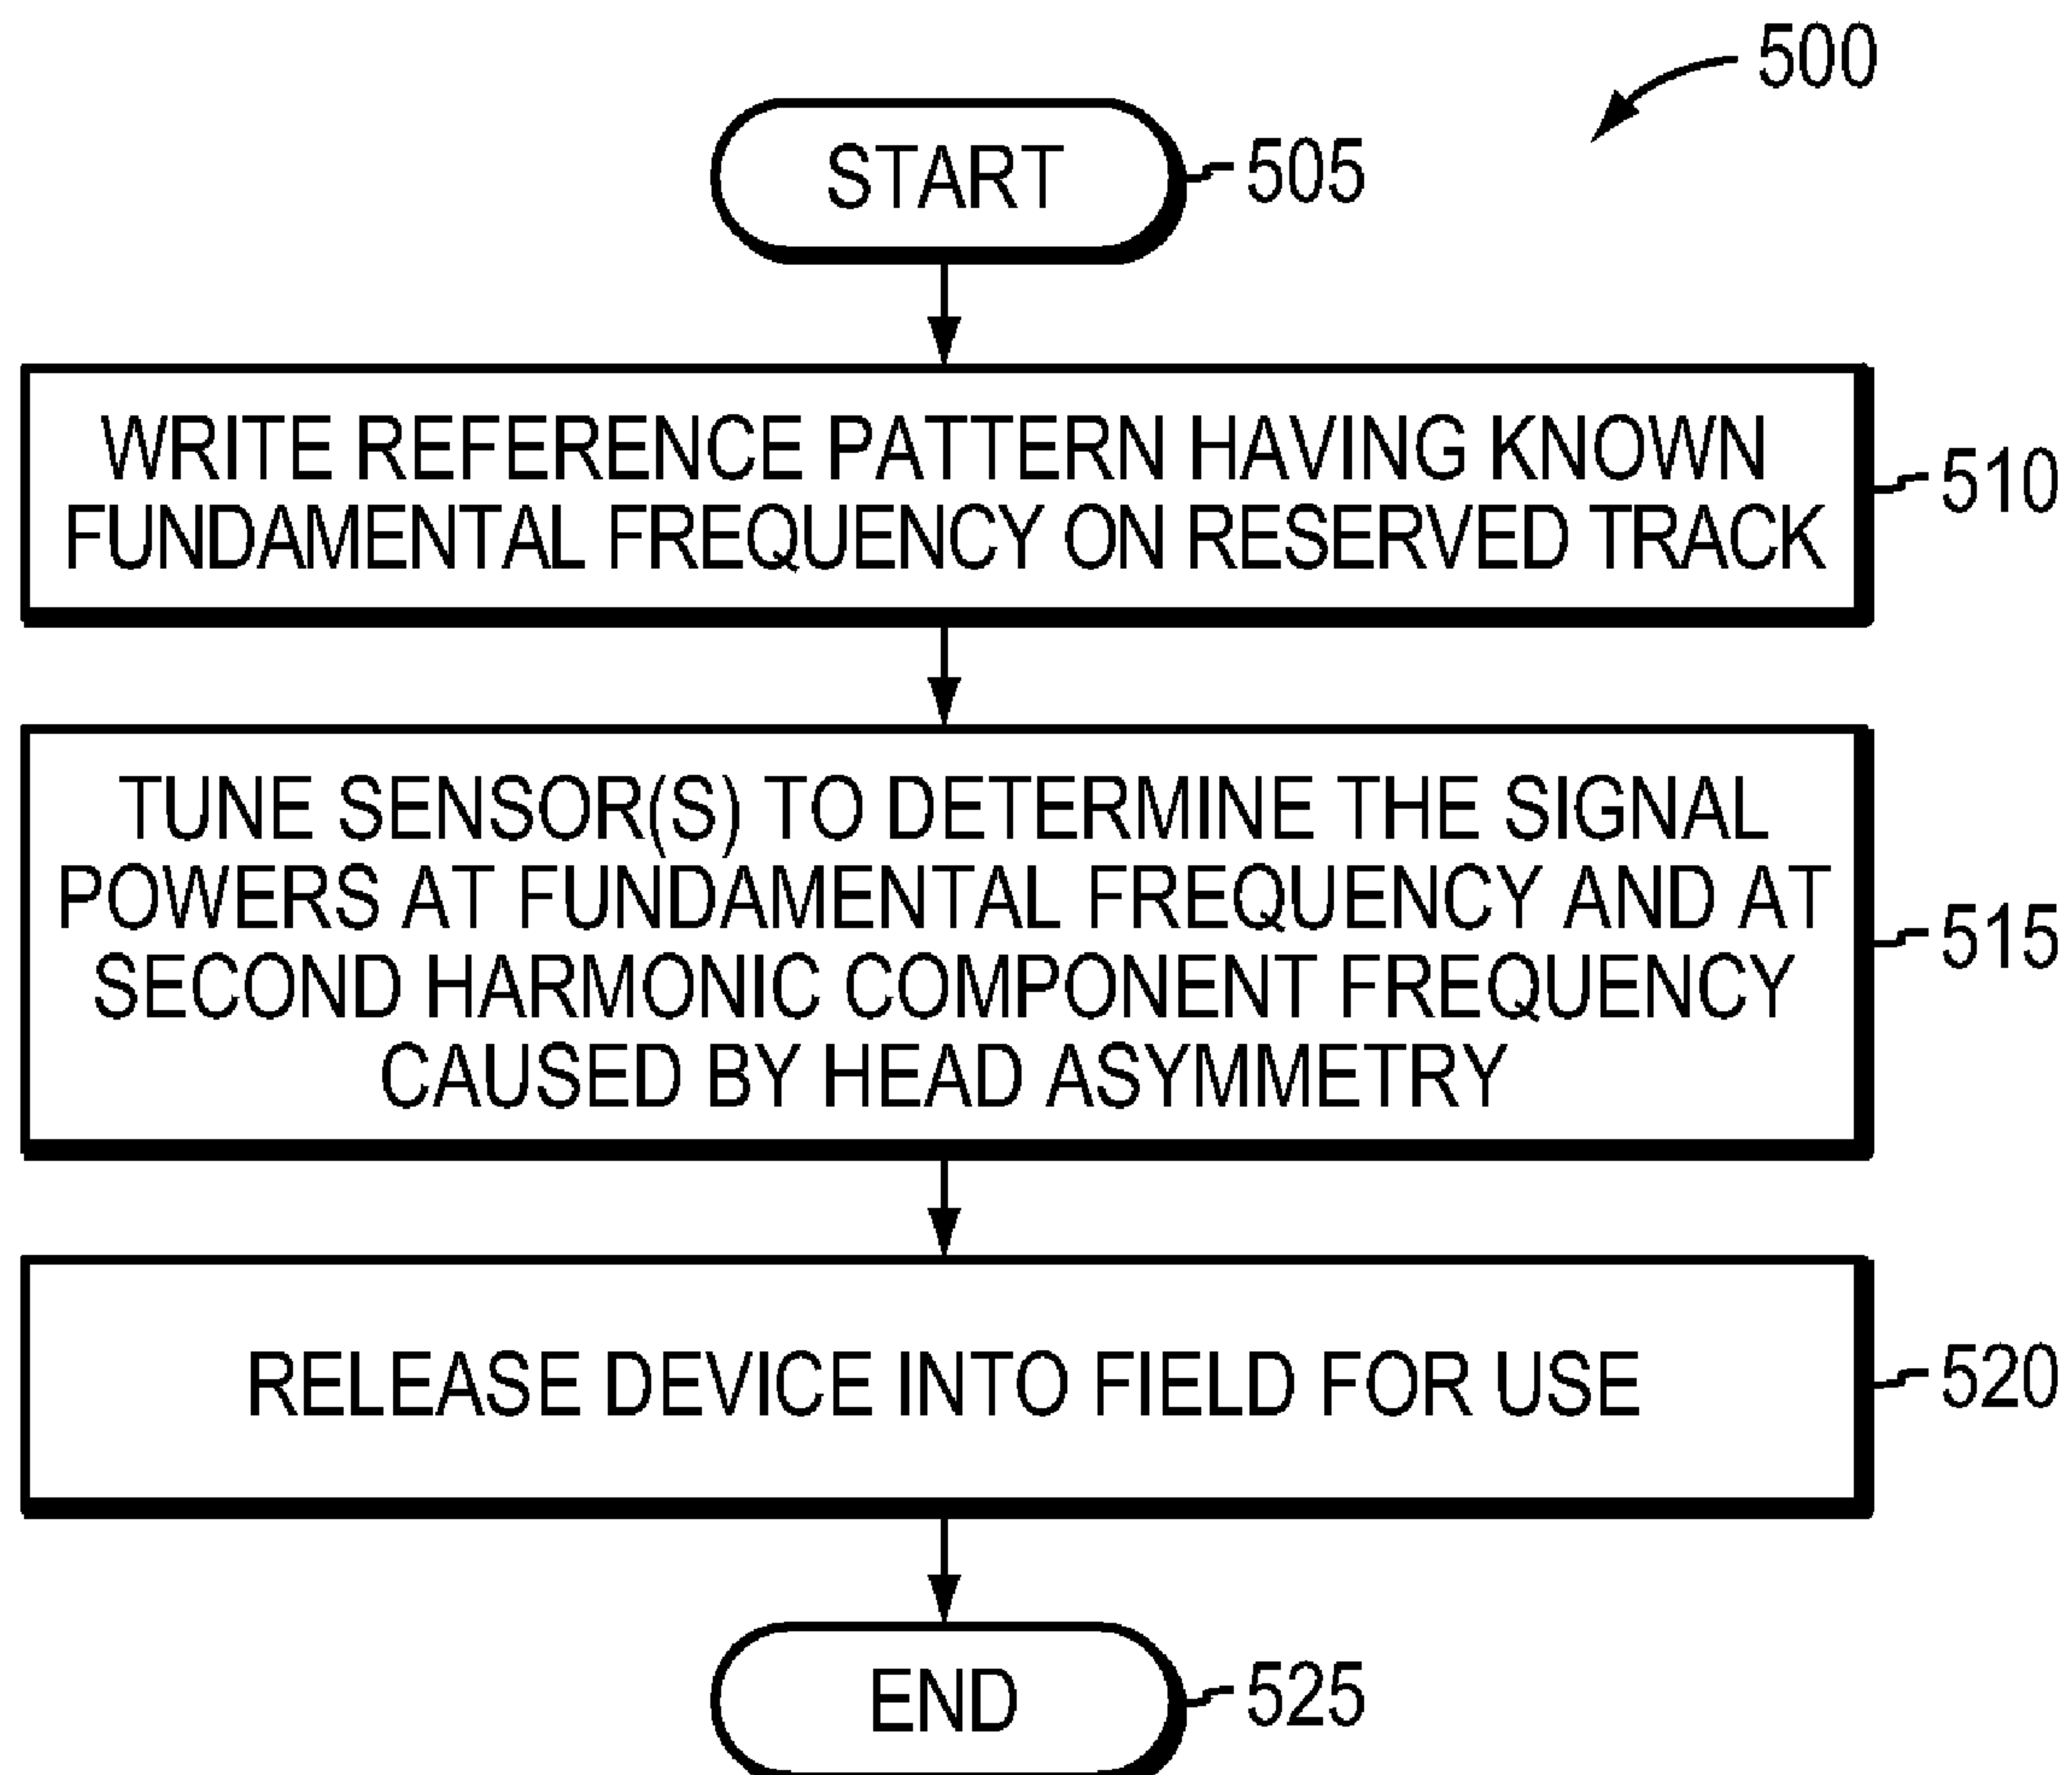 500
START
505
WRITE REFERENCE PATTERN HAVING KNOWN
FUNDAMENTAL FREQUENCY ON RESERVED TRACK
510
TUNE SENSOR(S) TO DETERMINE THE SIGNAL
POWERS AT FUNDAMENTAL FREQUENCY AND AT
SECOND HARMONIC COMPONENT FREQUENCY
CAUSED BY HEAD ASYMMETRY
515
RELEASE DEVICE INTO FIELD FOR USE
520
END
525